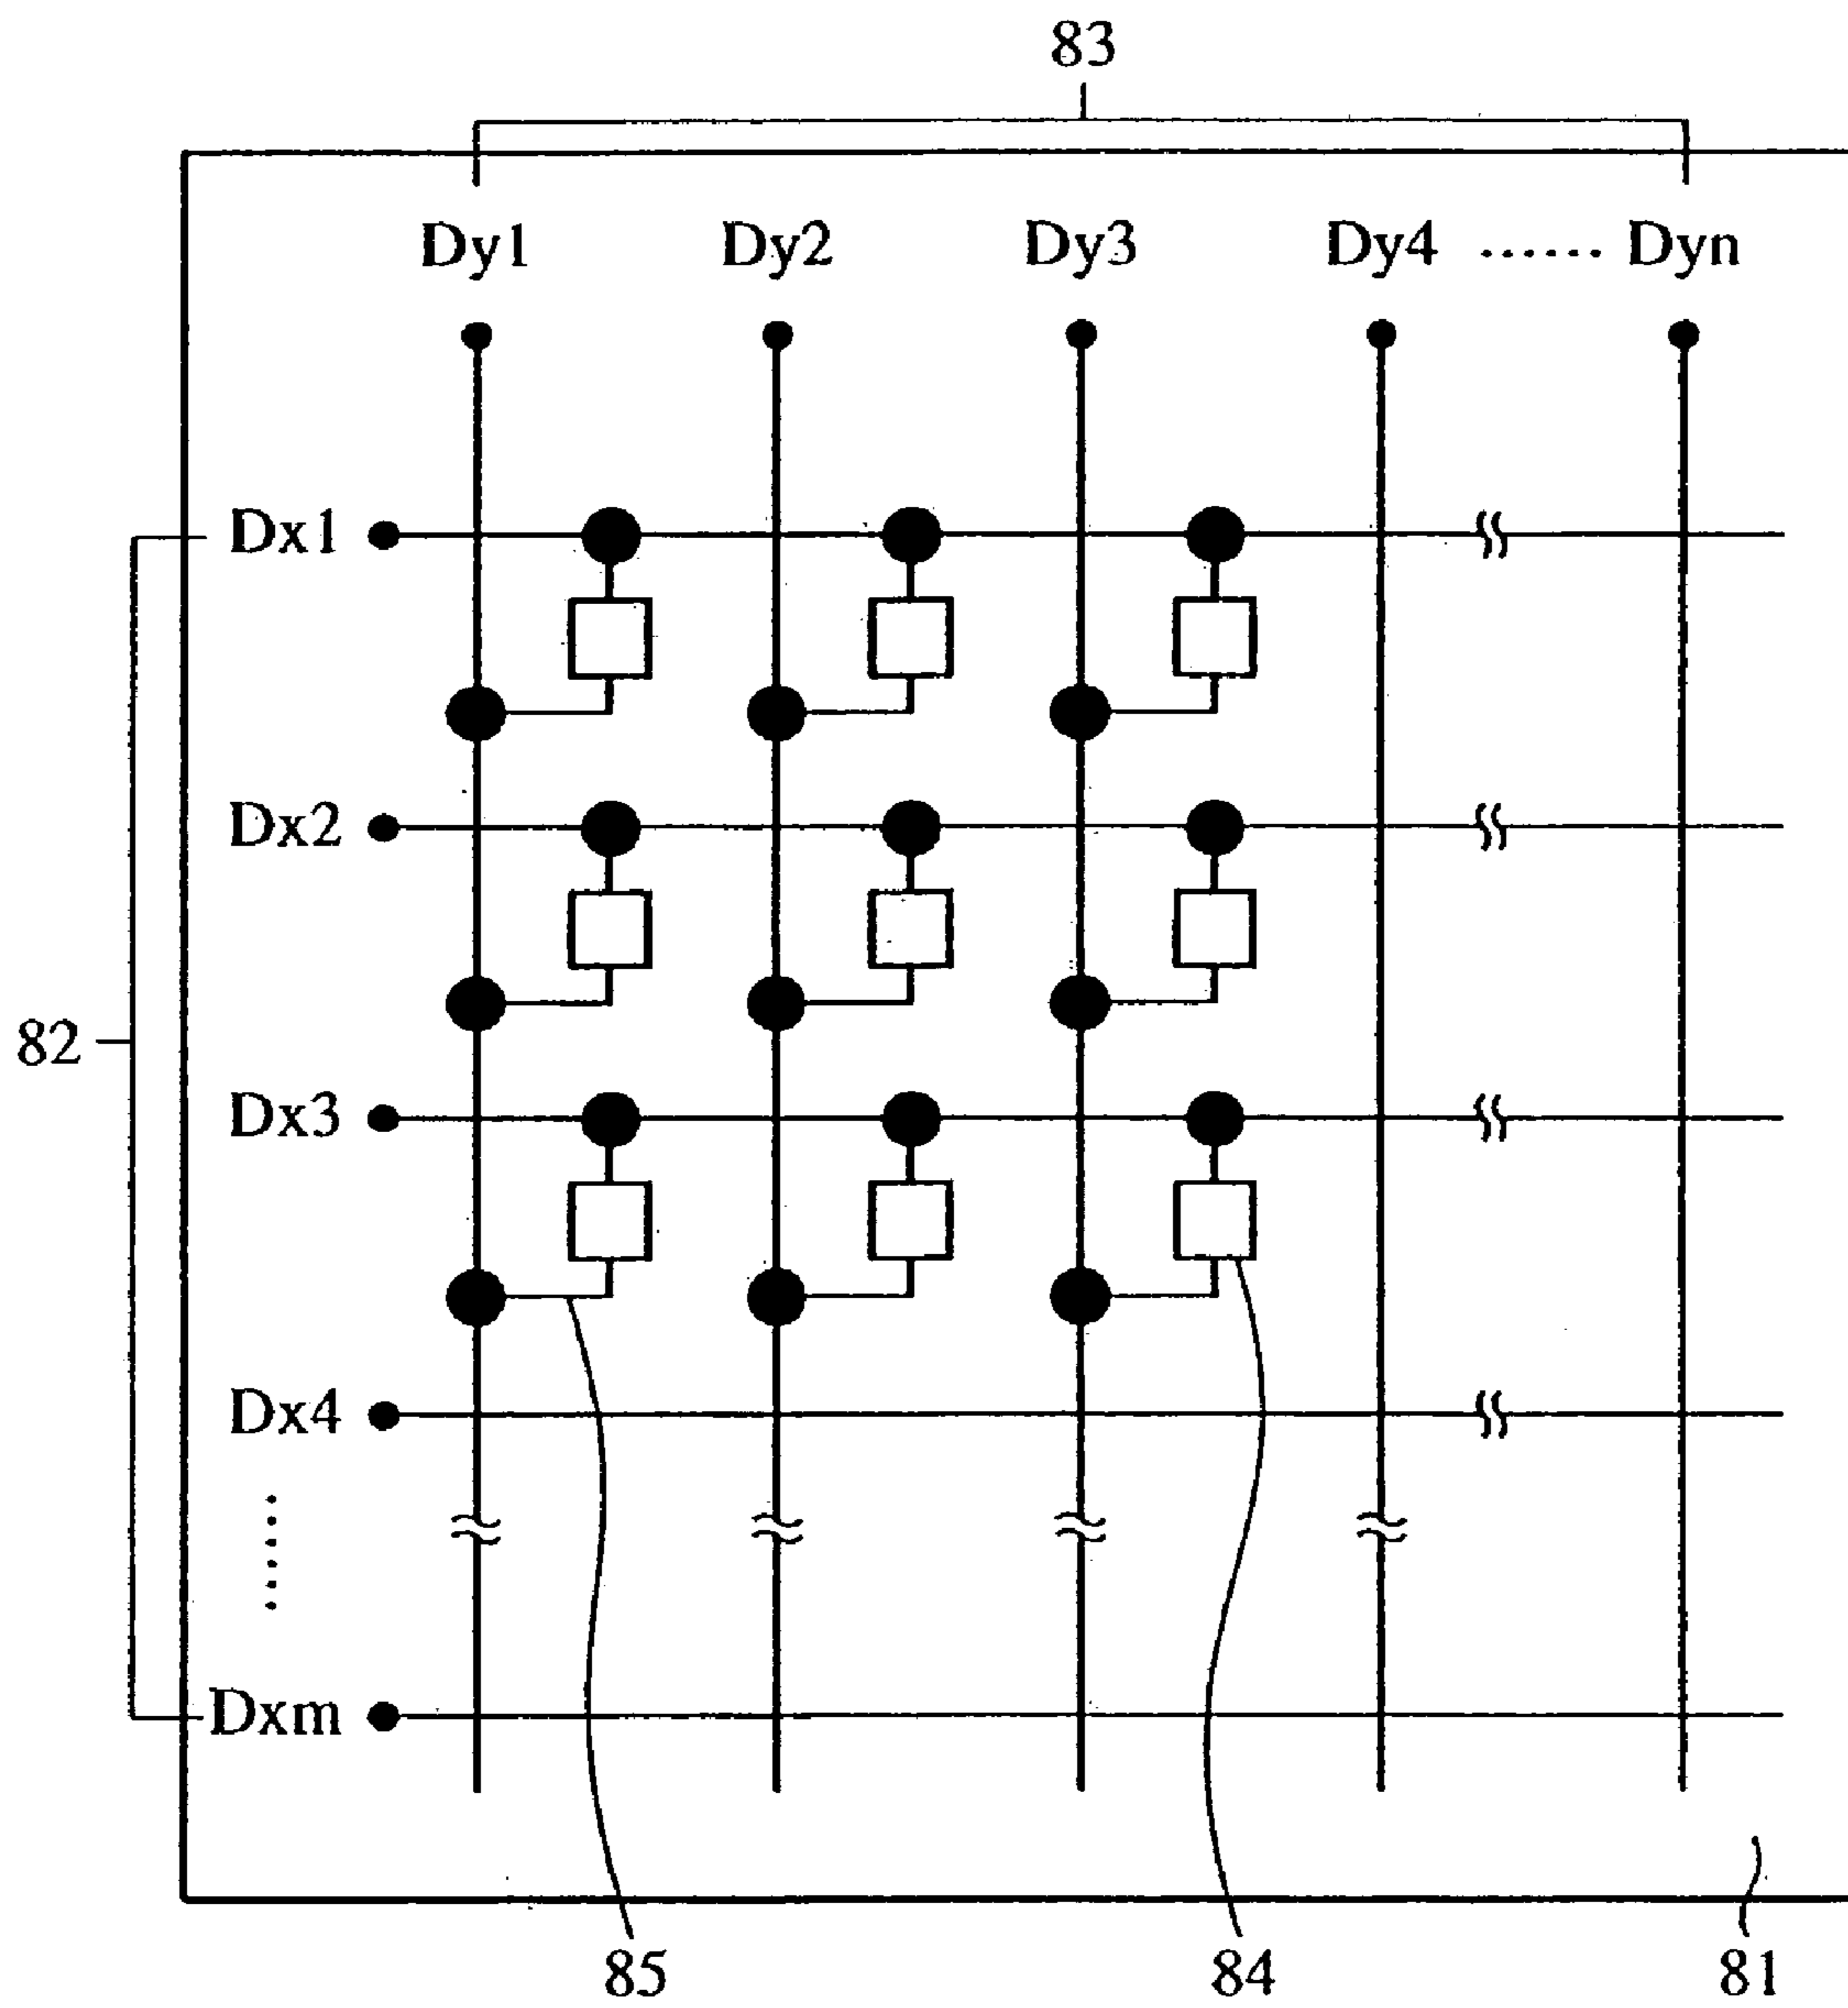 83
Dy1 Dy2 Dy3 Dy4 ...... Dyn
Dx1
Dx2
82
Dx3
Dx4
......
Dxm
85 84 81